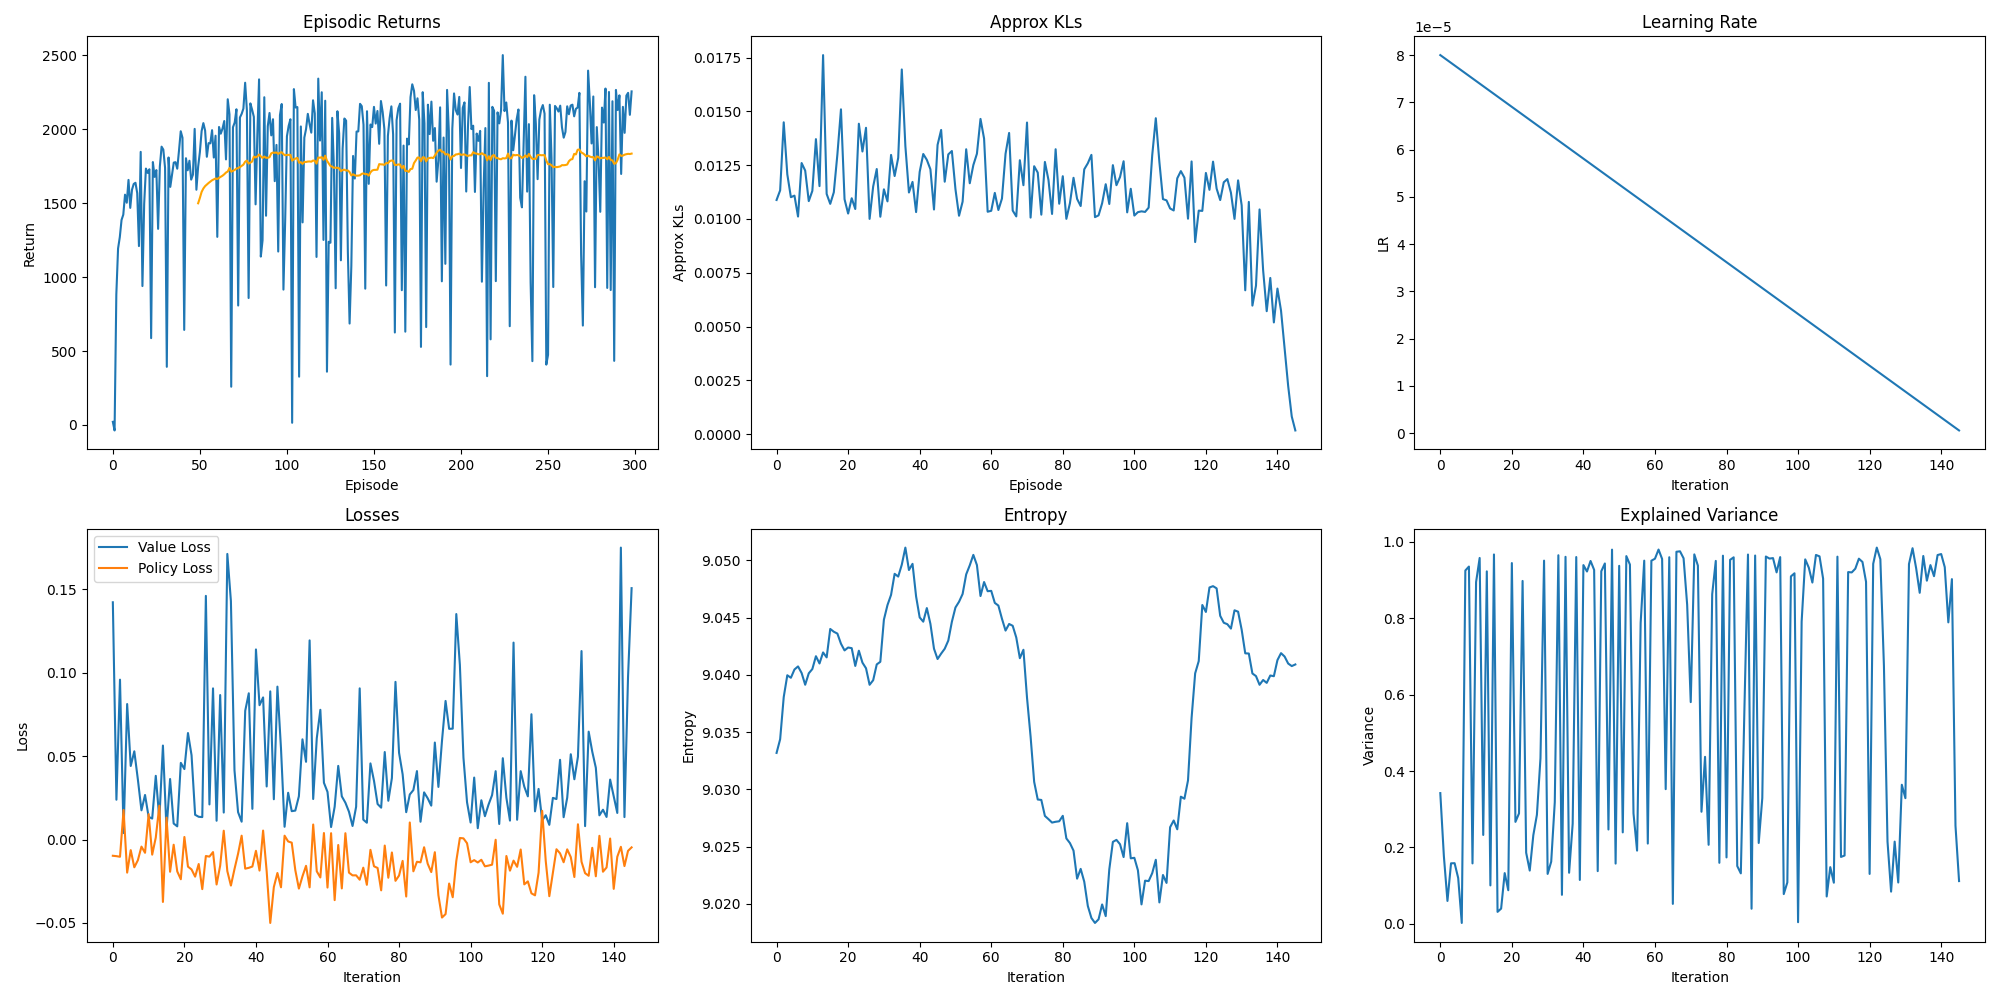 Episodic Returns
Return
2500
2000
1500
1000
500
0
0 50 100 150 200 250 300
Episode
Approx KLs
Approx KLs
0.0175
0.0150
0.0125
0.0100
0.0075
0.0050
0.0025
0.0000
0 20 40 60 80 100 120 140
Episode
Learning Rate
1e−5
LR
8
7
6
5
4
3
2
1
0
0 20 40 60 80 100 120 140
Iteration
Losses
Value Loss
Policy Loss
Loss
0.15
0.10
0.05
0.00
−0.05
0 20 40 60 80 100 120 140
Iteration
Entropy
Entropy
9.050
9.045
9.040
9.035
9.030
9.025
9.020
0 20 40 60 80 100 120 140
Iteration
Explained Variance
Variance
1.0
0.8
0.6
0.4
0.2
0.0
0 20 40 60 80 100 120 140
Iteration